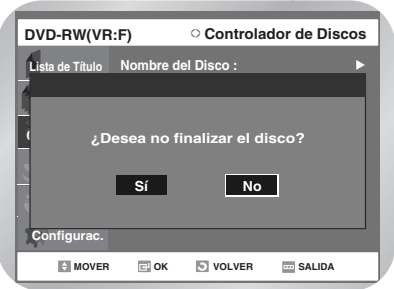 DVD-RW(VR:F) Controlador de Discos
Lista de Título Nombre del Disco :
¿Desea no finalizar el disco?
Sí No
Configurac.
MOVER OK VOLVER SALIDA